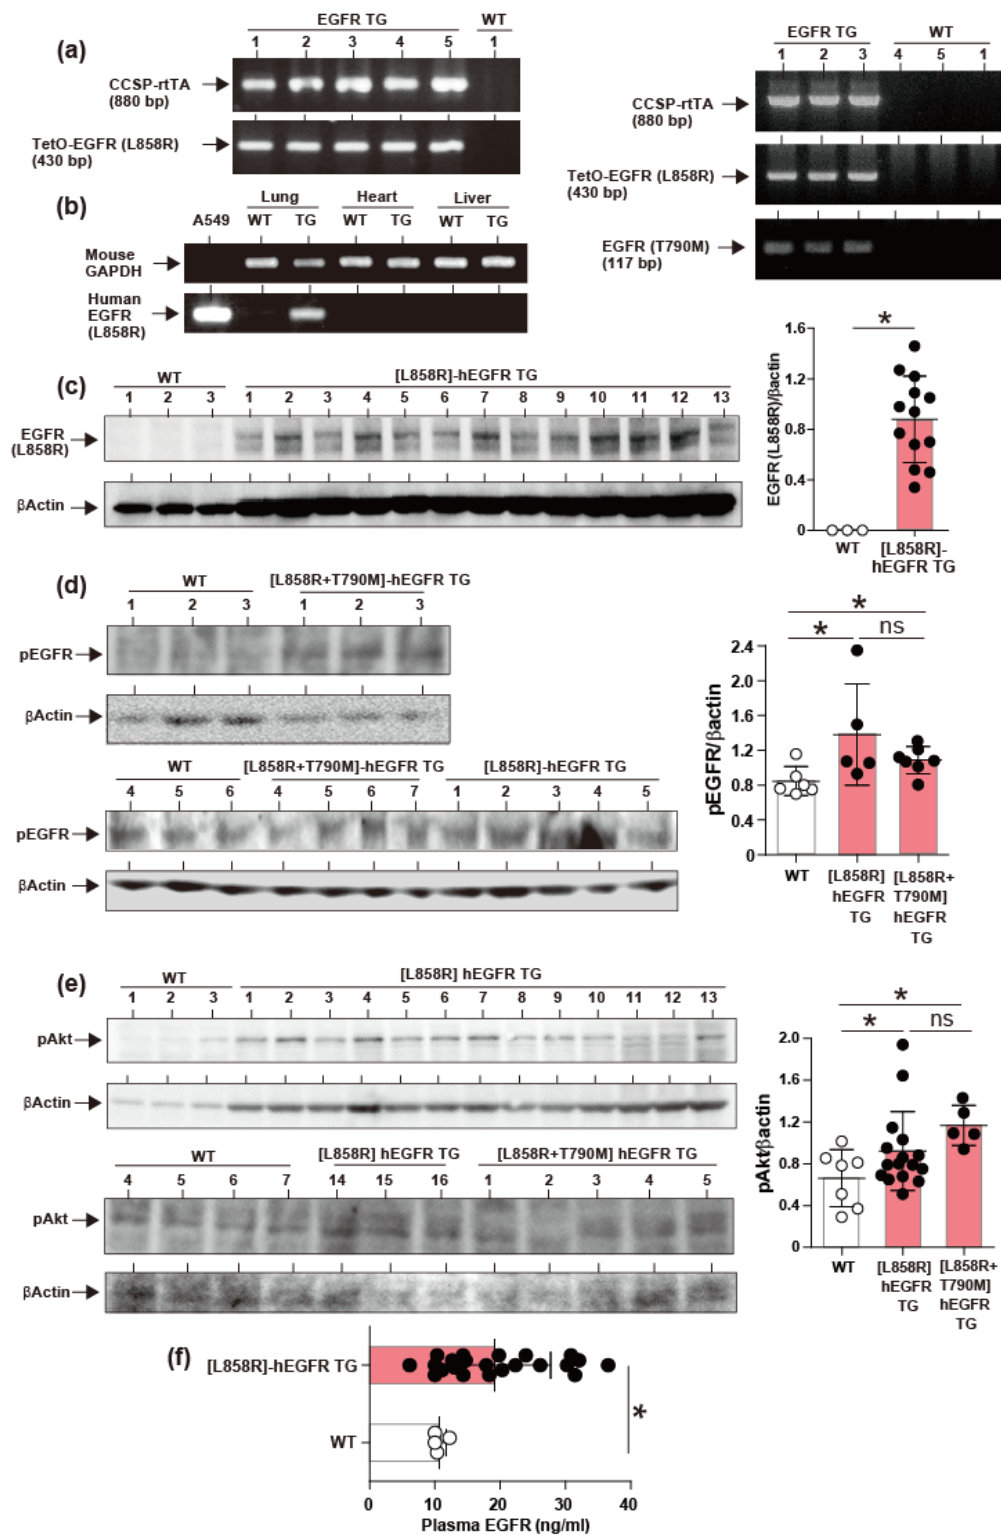 (a)
EGFR TG
WT
1 2 3 4 5 1
CCSP-rtTA
(880 bp)
TetO-EGFR (L858R)
(430 bp)
EGFR TG
WT
1 2 3 4 5 1
CCSP-rtTA
(880 bp)
TetO-EGFR (L858R)
(430 bp)
EGFR (T790M)
(117 bp)
(b)
Lung Heart Liver
A549 WT TG WT TG WT TG
Mouse
GAPDH
Human
EGFR
(L858R)
(c)
WT
[L858R]-hEGFR TG
1 2 3 1 2 3 4 5 6 7 8 9 10 11 12 13
EGFR
(L858R)
βActin
EGFR (L858R)/βactin
1.6
1.2
0.8
0.4
0
*
WT
[L858R]-
hEGFR TG
(d)
WT
[L858R+T790M]-hEGFR TG
1 2 3 1 2 3
pEGFR
βActin
WT
[L858R+T790M]-hEGFR TG
[L858R]-hEGFR TG
4 5 6 4 5 6 7 1 2 3 4 5
pEGFR
βActin
pEGFR/βactin
2.4
2.0
1.6
1.2
0.8
0.4
0
*
* ns
WT
[L858R]
hEGFR
TG
[L858R+
T790M]
hEGFR
TG
(e)
WT
[L858R] hEGFR TG
1 2 3 1 2 3 4 5 6 7 8 9 10 11 12 13
pAkt
βActin
WT
[L858R] hEGFR TG
[L858R+T790M] hEGFR TG
4 5 6 7 14 15 16 1 2 3 4 5
pAkt
βActin
pAkt/βactin
2.0
1.6
1.2
0.8
0.4
0
*
* ns
WT
[L858R]
hEGFR
TG
[L858R+
T790M]
hEGFR
TG
(f)
[L858R]-hEGFR TG
WT
*
0 10 20 30 40
Plasma EGFR (ng/ml)